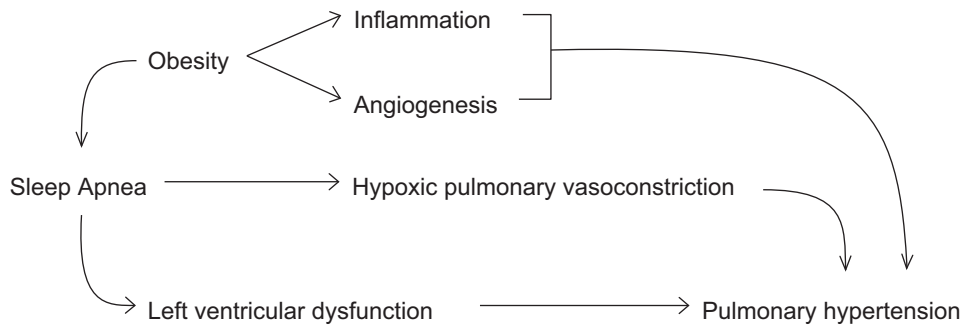 Inflammation
Obesity
Angiogenesis
Sleep Apnea
Hypoxic pulmonary vasoconstriction
Left ventricular dysfunction
Pulmonary hypertension